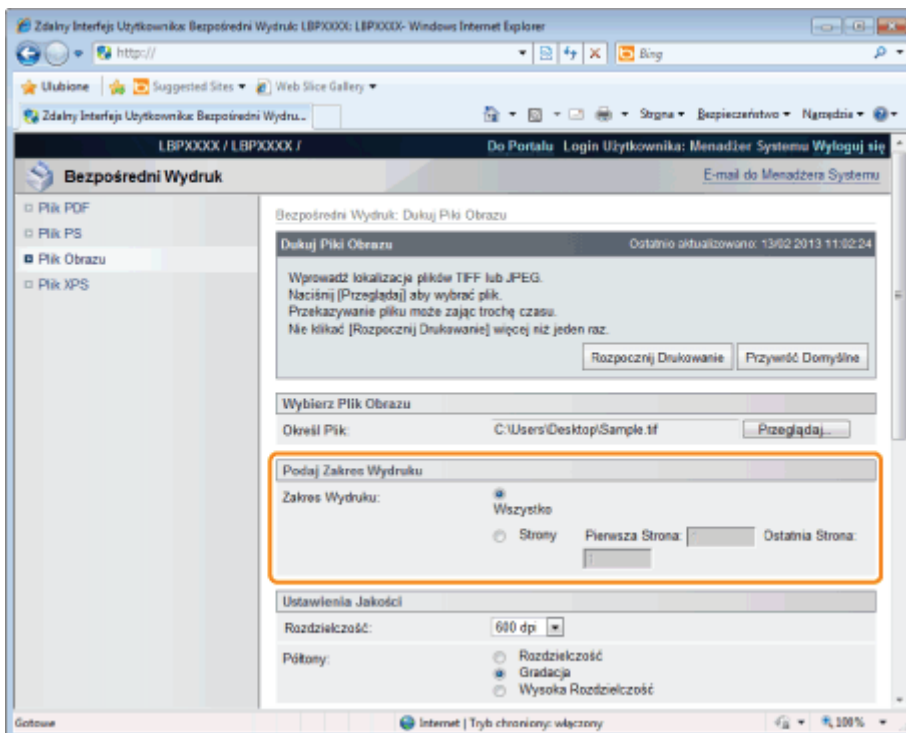 Zdalny Interfejs Użytkownika: Bezpośredni Wydruk: LBPXXXX: LBPXXXX- Windows Internet Explorer
http://
Bing
Ulubione Suggested Sites Web Slice Gallery
Zdalny Interfejs Użytkownika: Bezpośredni Wydru... Strona Bezpieczeństwo Narzędzia
LBPXXXX / LBPXXXX / Do Portalu Login Użytkownika: Menadżer Systemu Wyloguj się
Bezpośredni Wydruk E-mail do Menadżera Systemu
Plik PDF
Plik PS
Plik Obrazu
Plik XPS
Bezpośredni Wydruk: Dukuj Piki Obrazu
Dukuj Piki Obrazu Ostatnio aktualizowano: 13/02 2013 11:02:24
Wprowadź lokalizację plików TIFF lub JPEG.
Naciśnij [Przeglądaj] aby wybrać plik.
Przekazywanie pliku może zając trochę czasu.
Nie klikać [Rozpocznij Drukowanie] więcej niż jeden raz.
Rozpocznij Drukowanie Przywróć Domyślne
Wybierz Plik Obrazu
Określ Plik: C:\Users\Desktop\Sample.tif Przeglądaj...
Podaj Zakres Wydruku
Zakres Wydruku:
Wszystko
Strony Pierwsza Strona: 1 Ostatnia Strona:
1
Ustawienia Jakości
Rozdzielczość: 600 dpi
Półtony: Rozdzielczość
Gradacja
Wysoka Rozdzielczość
Gotowe Internet | Tryb chroniony: włączony 100%